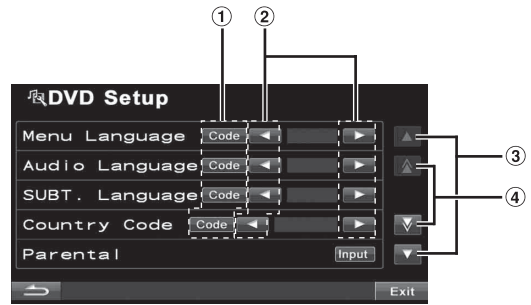 ① ②
DVD Setup
Menu Language Code
Audio Language Code
③
SUBT. Language Code
④
Country Code Code
Parental Input
Exit